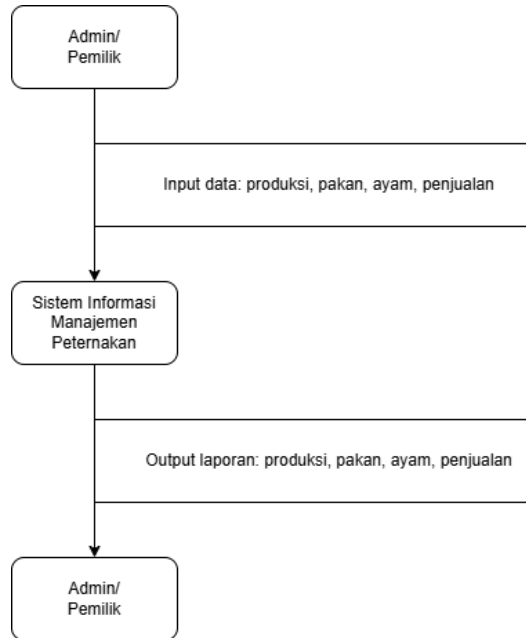 Admin/
Pemilik
Input data: produksi, pakan, ayam, penjualan
Sistem Informasi
Manajemen
Peternakan
Output laporan: produksi, pakan, ayam, penjualan
Admin/
Pemilik